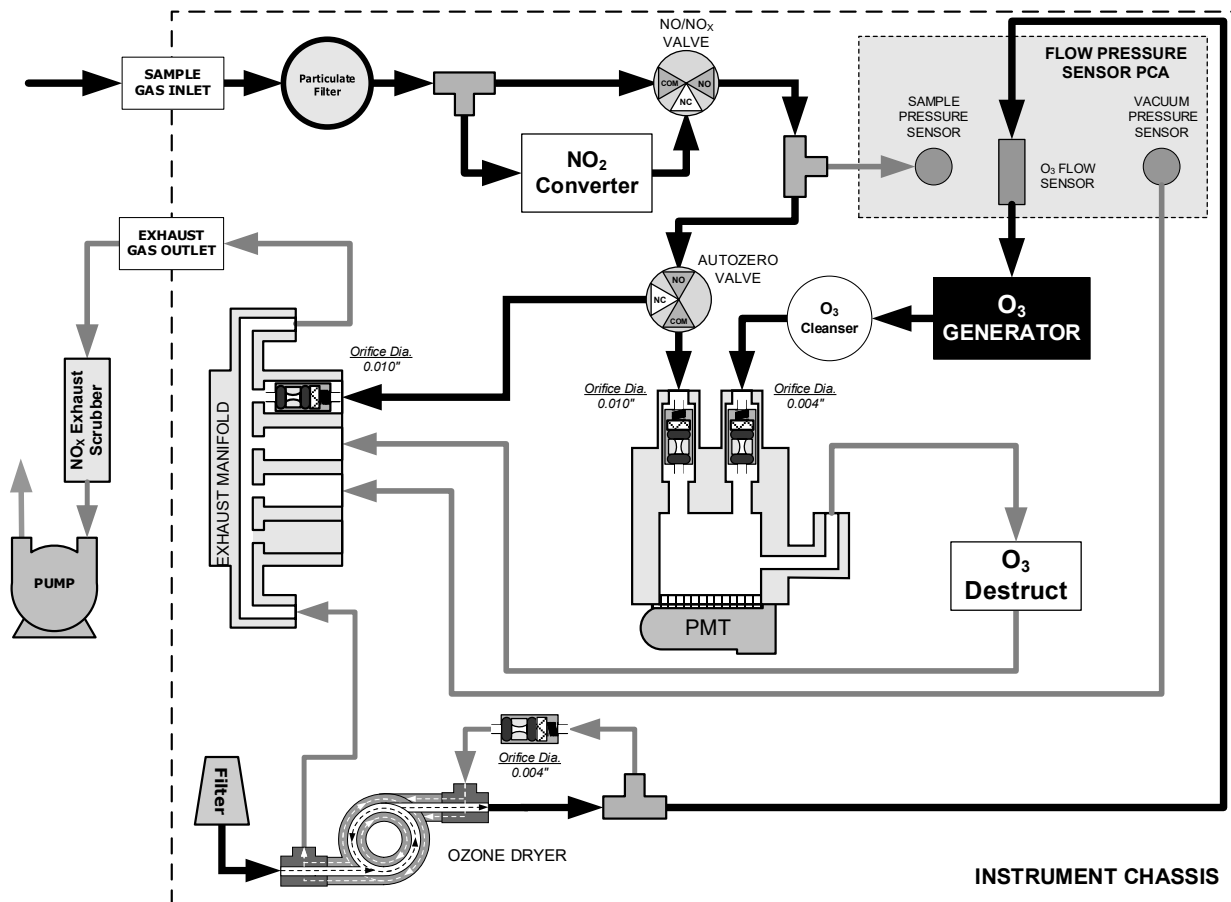 NO/NOX
VALVE
SAMPLE
GAS INLET
Particulate
Filter
COM
NO
NC
FLOW PRESSURE
SENSOR PCA
SAMPLE
PRESSURE
SENSOR
VACUUM
PRESSURE
SENSOR
O3 FLOW
SENSOR
NO2
Converter
EXHAUST
GAS OUTLET
AUTOZERO
VALVE
NO
NC
COM
O3
Cleanser
O3
GENERATOR
Orifice Dia.
0.010"
Orifice Dia.
0.010"
Orifice Dia.
0.004"
NOX Exhaust
Scrubber
EXHAUST MANIFOLD
PUMP
O3
Destruct
PMT
Orifice Dia.
0.004"
Filter
OZONE DRYER
INSTRUMENT CHASSIS